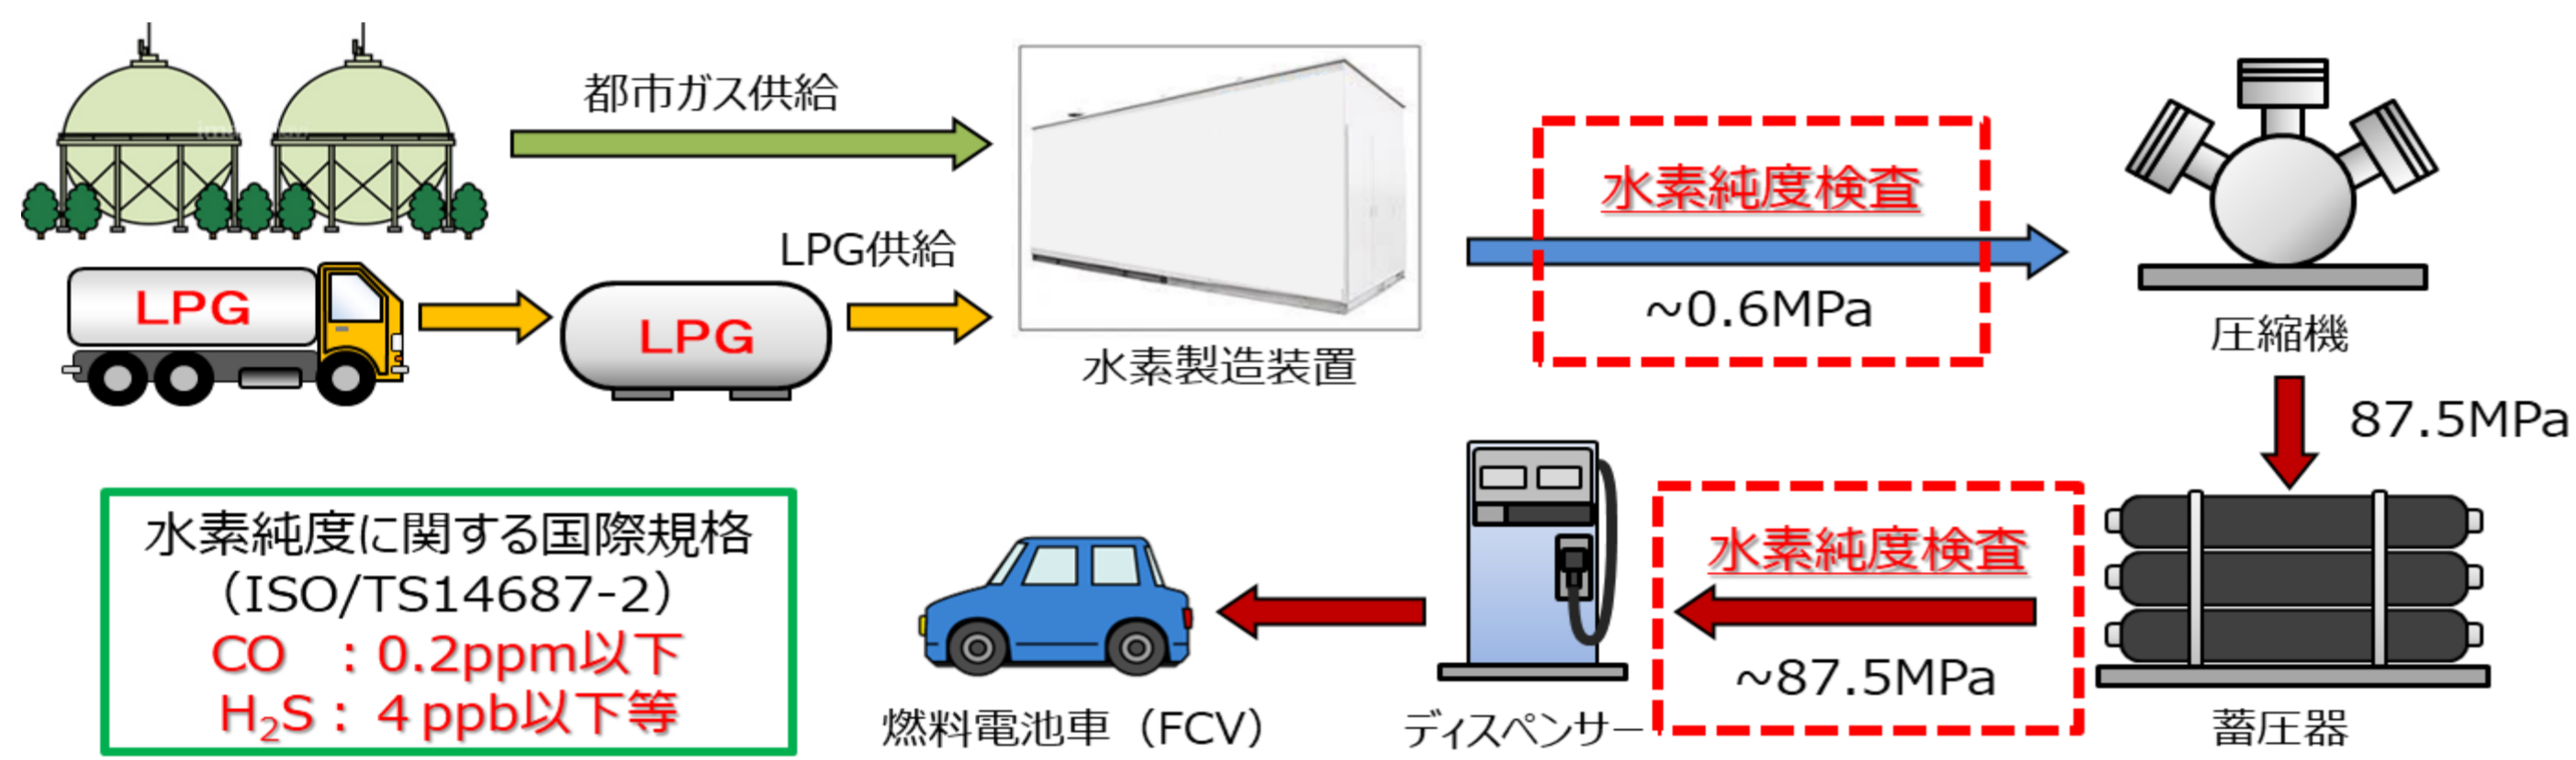 都市ガス供給
LPG供給
LPG
LPG
水素製造装置
水素純度検査
~0.6MPa
圧縮機
87.5MPa
水素純度検査
~87.5MPa
蓄圧器
ディスペンサー
燃料電池車（FCV）
水素純度に関する国際規格
（ISO/TS14687-2）
CO ：0.2ppm以下
H₂S：４ppb以下等